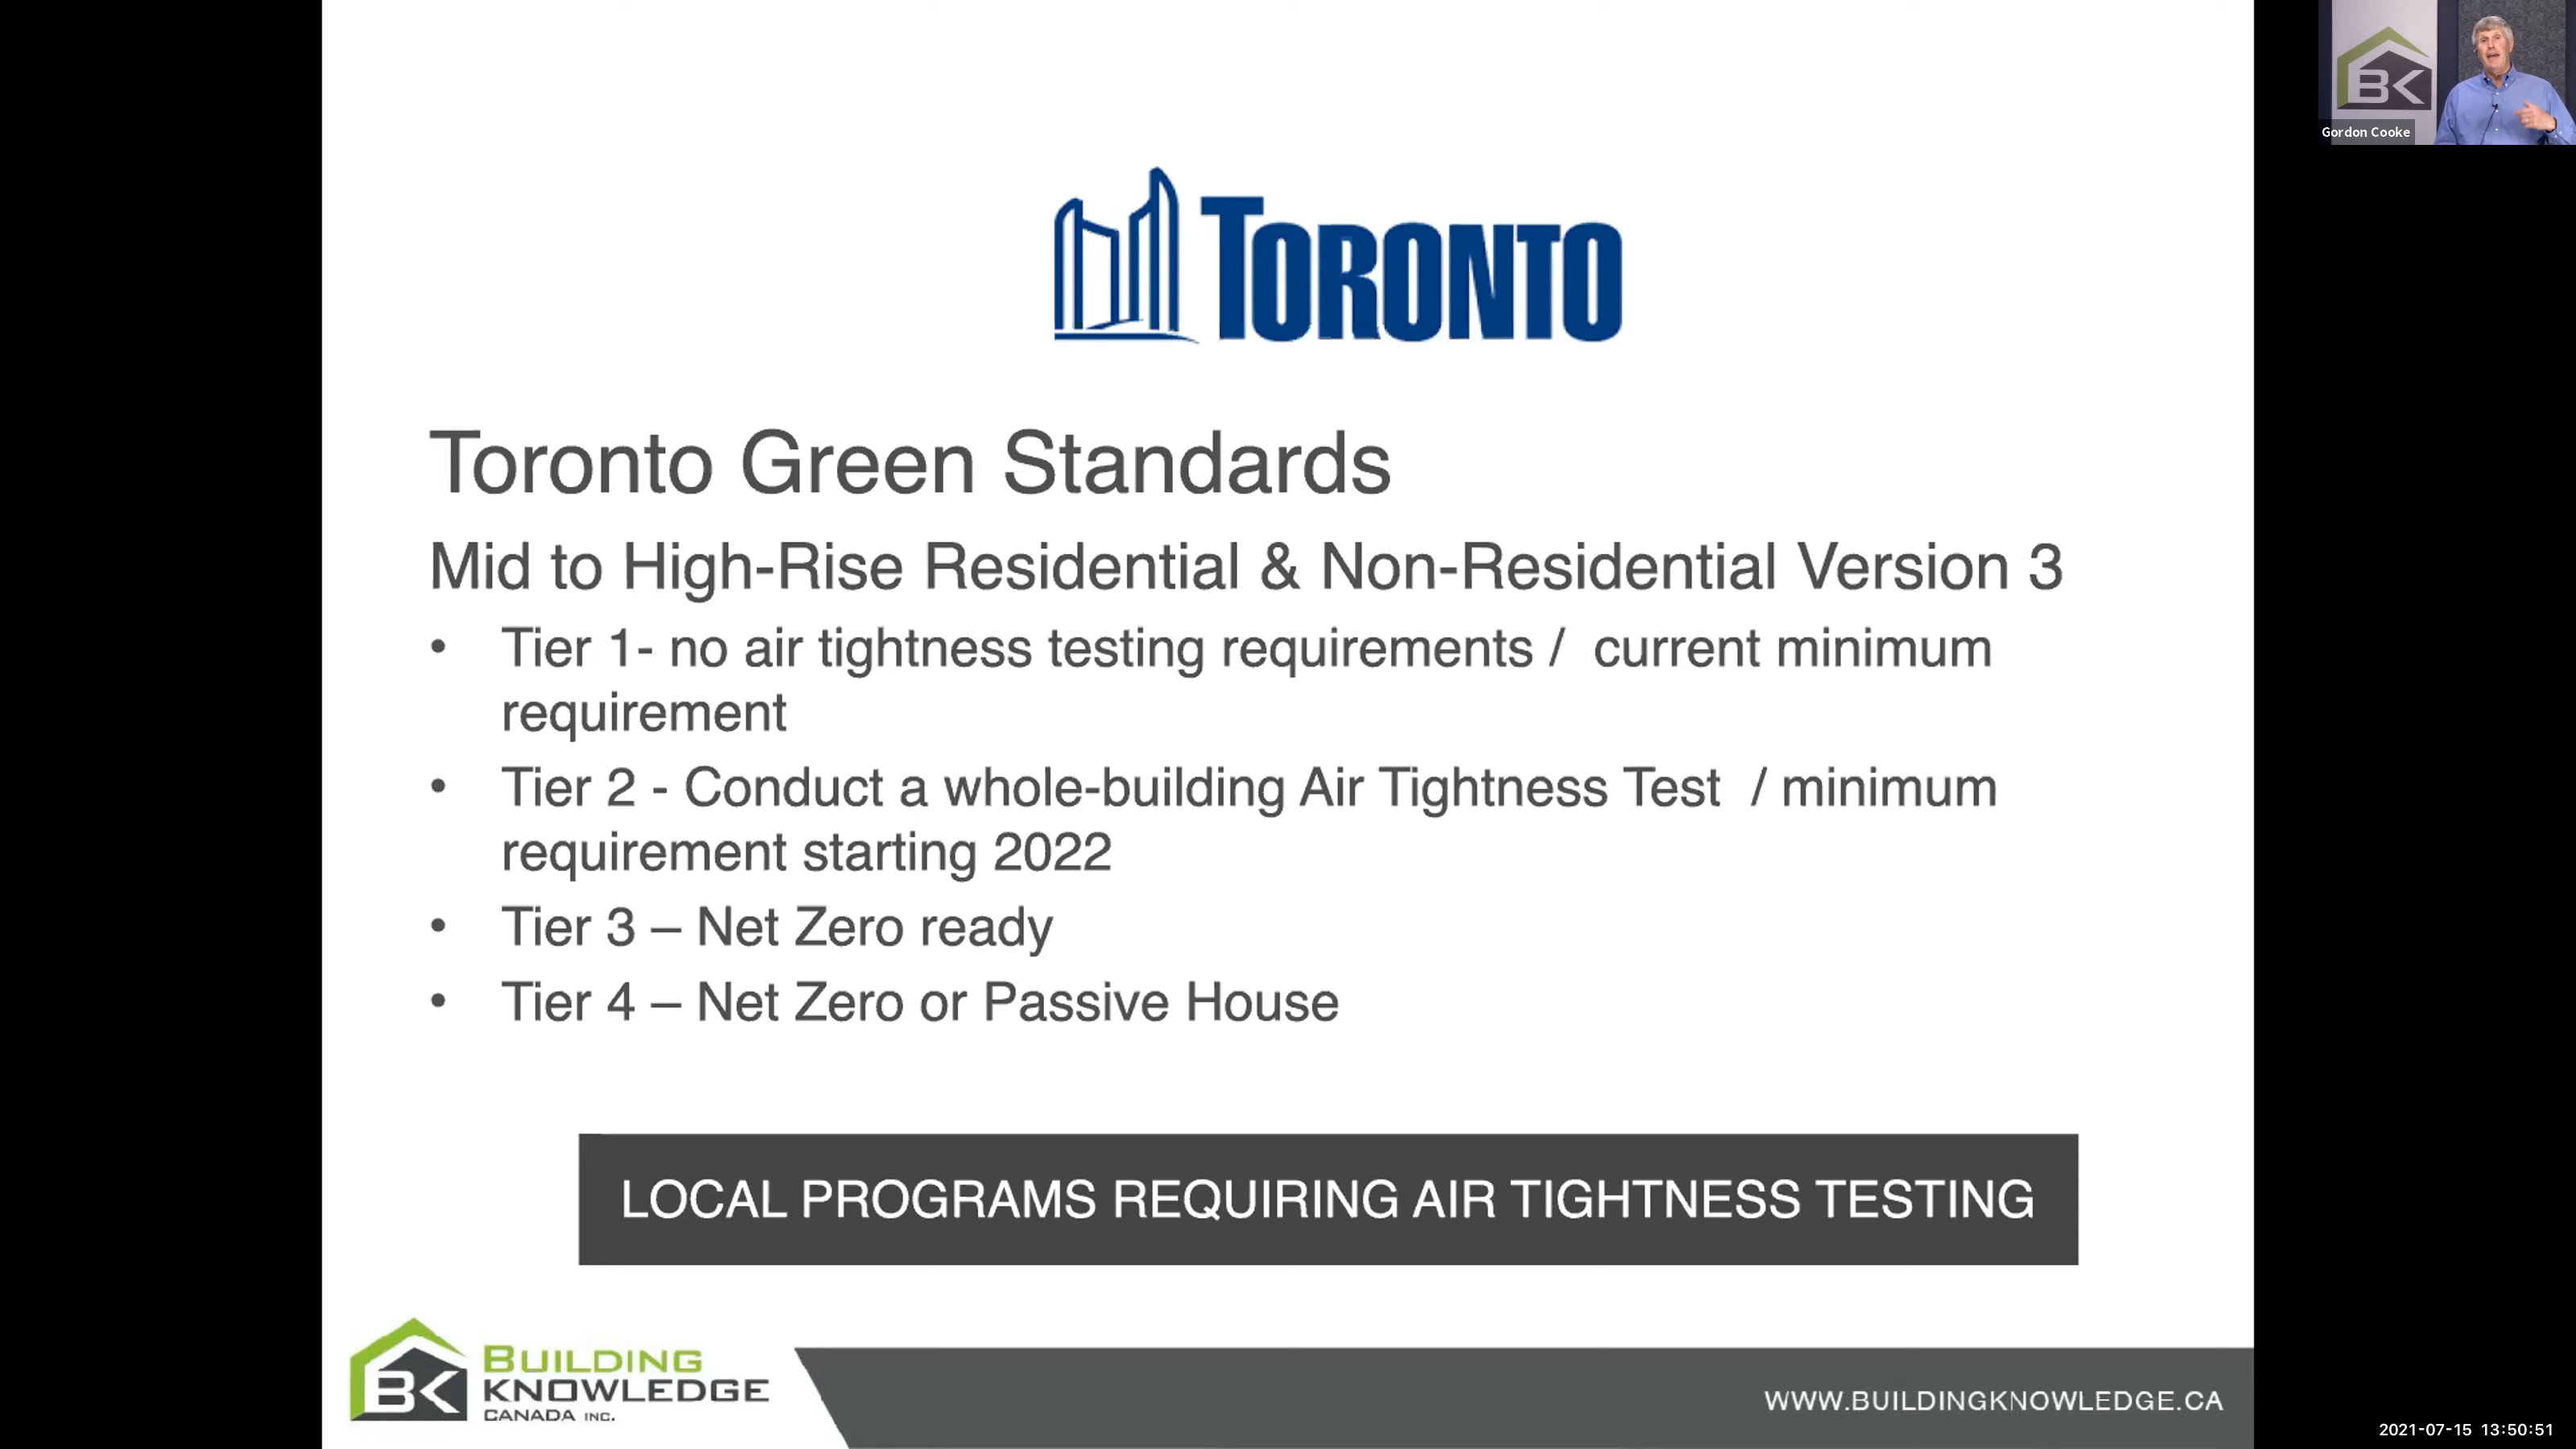 BK
Gordon Cooke
TORONTO
Toronto Green Standards
Mid to High-Rise Residential & Non-Residential Version 3
• Tier 1- no air tightness testing requirements / current minimum
requirement
• Tier 2 - Conduct a whole-building Air Tightness Test / minimum
requirement starting 2022
• Tier 3 – Net Zero ready
• Tier 4 – Net Zero or Passive House
LOCAL PROGRAMS REQUIRING AIR TIGHTNESS TESTING
BK
BUILDING
KNOWLEDGE
CANADA INC.
WWW.BUILDINGKNOWLEDGE.CA
2021-07-15 13:50:51